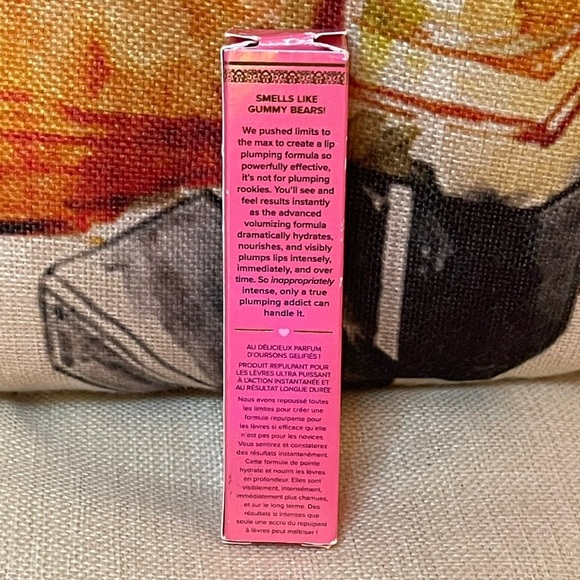 SMELLS LIKE
GUMMY BEARS!
We pushed limits to
the max to create a lip
plumping formula so
powerfully effective,
it's not for plumping
rookies. You'll see and
feel results instantly
as the advanced
volumizing formula
dramatically hydrates,
nourishes, and visibly
plumps lips intensely,
immediately, and over
time. So inappropriately
intense, only a true
plumping addict can
handle it.
AU DÉLICIEUX PARFUM
D'OURSONS GÉLIFIÉS !
PRODUIT REPULPANT POUR
LES LÈVRES ULTRA PUISSANT
À L'ACTION INSTANTANÉE ET
AU RÉSULTAT LONGUE DURÉE
Nous avons repoussé toutes
les limites pour créer une
formule repulpante pour
les lèvres si efficace qu'elle
n'est pas pour les novices.
Vous sentirez et constaterez
des résultats instantanément.
Cette formule de pointe
hydrate et nourrit les lèvres
en profondeur. Elles sont
visiblement, intensément,
immédiatement plus charnues,
et sur le long terme. Des
résultats si intenses que
seule une accro du repulpant
à lèvres peut maîtriser !